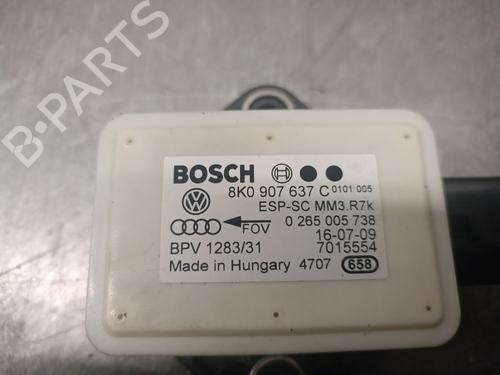 B-PARTS
BOSCH
8K0 907 637 C 0101 005
ESP-SC MM3.R7k
FOV 0 265 005 738
16-07-09
BPV 1283/31 7015554
Made in Hungary 4707 658